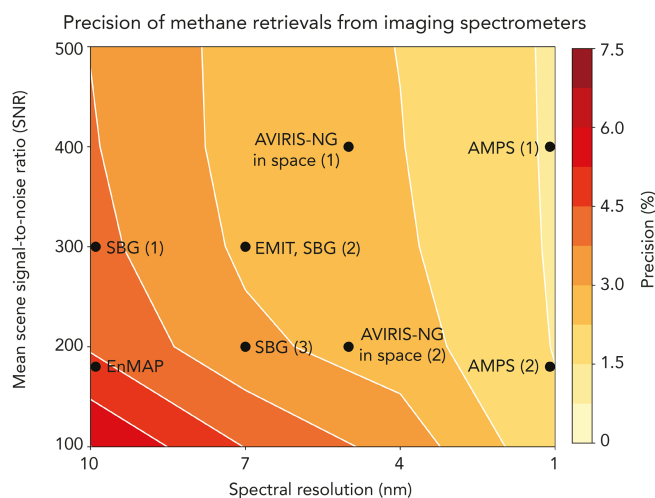 Precision of methane retrievals from imaging spectrometers
500
400
300
200
100
Mean scene signal-to-noise ratio (SNR)
AVIRIS-NG
in space (1)
AMPS (1)
SBG (1)
EMIT, SBG (2)
SBG (3)
AVIRIS-NG
in space (2)
EnMAP
AMPS (2)
10
7
4
1
Spectral resolution (nm)
7.5
6.0
4.5
3.0
1.5
0
Precision (%)